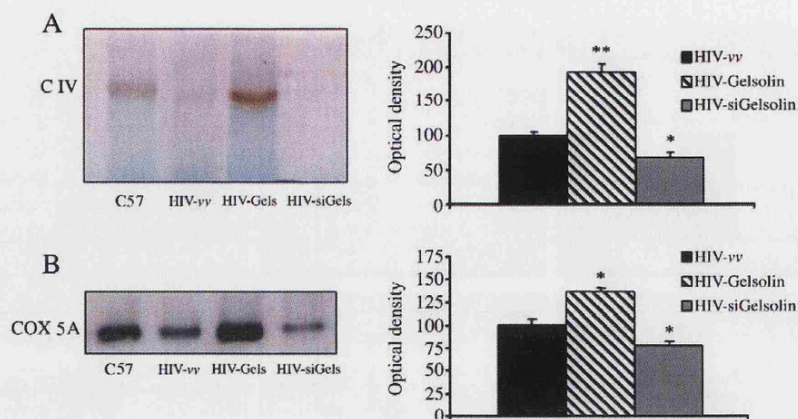 A
C IV
C57 HIV-vv HIV-Gels HIV-siGels
Optical density
250
200
150
100
50
0
**
*
HIV-vv
HIV-Gelsolin
HIV-siGelsolin
B
COX 5A
C57 HIV-vv HIV-Gels HIV-siGels
Optical density
175
150
125
100
75
50
25
0
*
*
HIV-vv
HIV-Gelsolin
HIV-siGelsolin